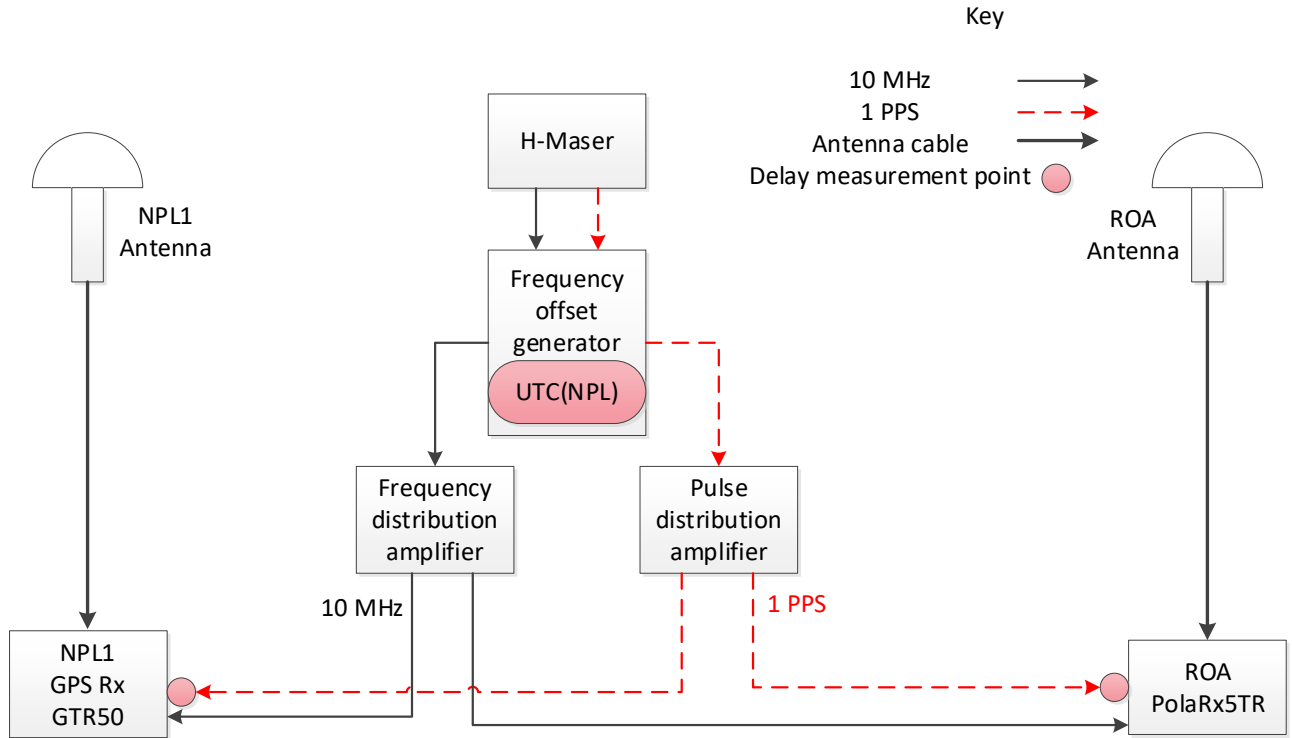 Key
10 MHz
1 PPS
Antenna cable
Delay measurement point
H-Maser
NPL1
Antenna
ROA
Antenna
Frequency
offset
generator
UTC(NPL)
Frequency
distribution
amplifier
Pulse
distribution
amplifier
10 MHz
1 PPS
NPL1
GPS Rx
GTR50
ROA
PolaRx5TR